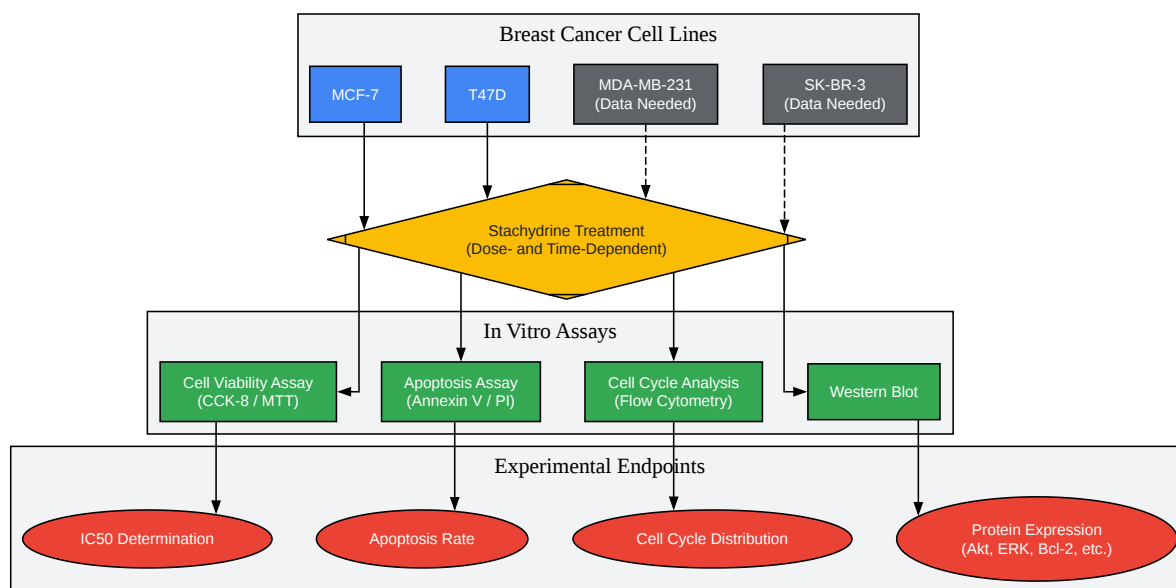 Breast Cancer Cell Lines
MCF-7
T47D
MDA-MB-231
(Data Needed)
SK-BR-3
(Data Needed)
Stachydrine Treatment
(Dose- and Time-Dependent)
In Vitro Assays
Cell Viability Assay
(CCK-8 / MTT)
Apoptosis Assay
(Annexin V / PI)
Cell Cycle Analysis
(Flow Cytometry)
Western Blot
Experimental Endpoints
IC50 Determination
Apoptosis Rate
Cell Cycle Distribution
Protein Expression
(Akt, ERK, Bcl-2, etc.)